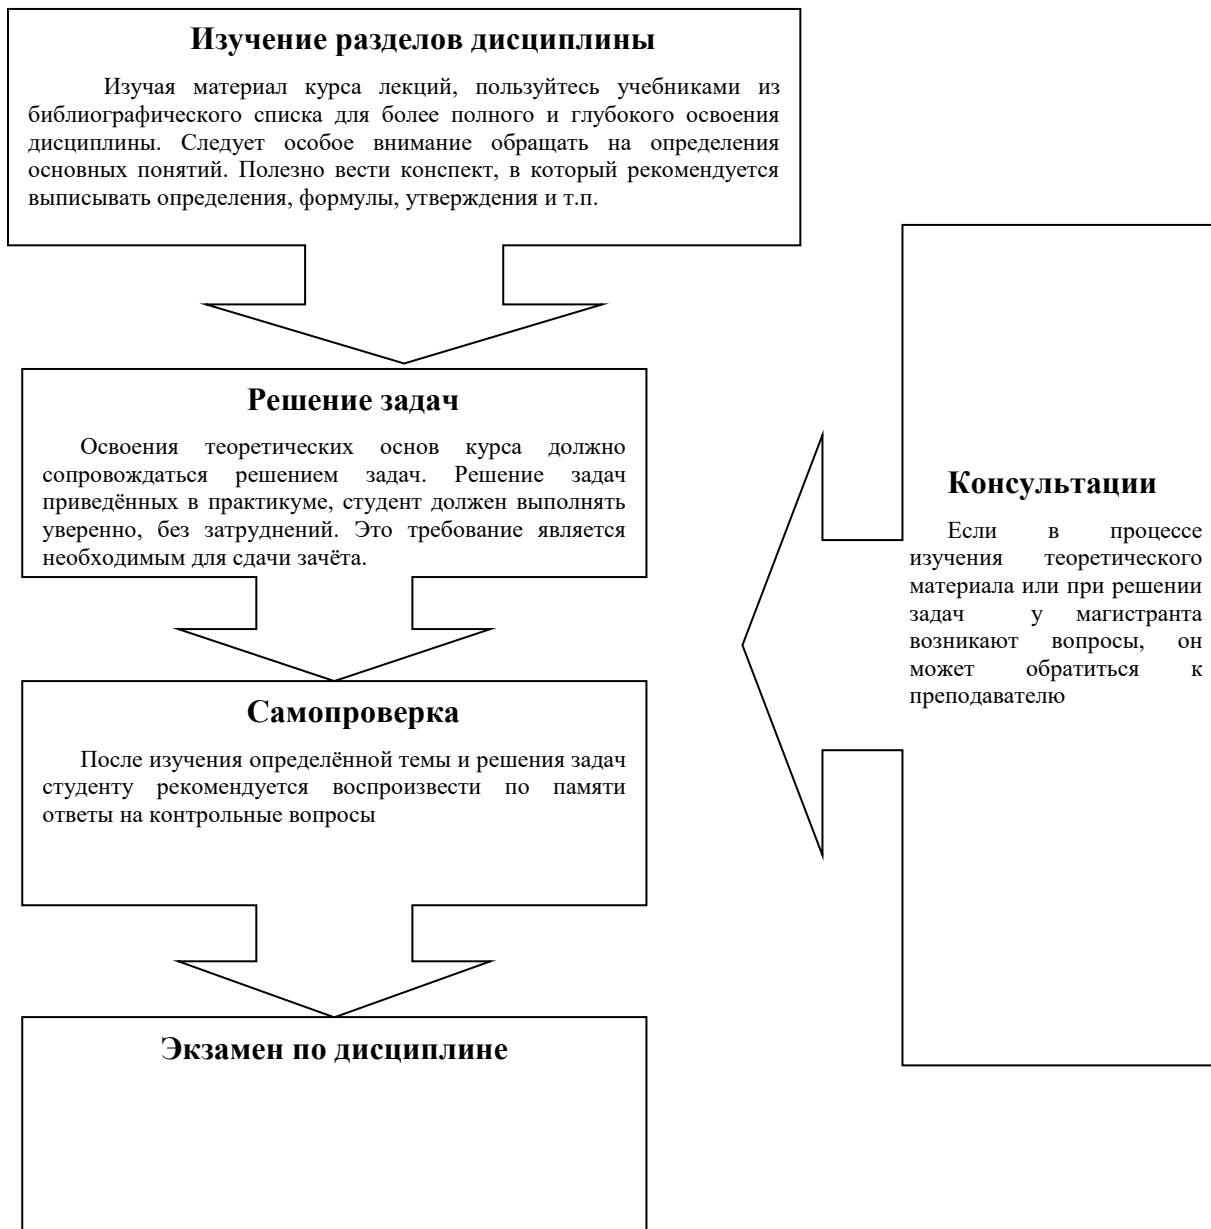 Изучение разделов дисциплины
Изучая материал курса лекций, пользуйтесь учебниками из
библиографического списка для более полного и глубокого освоения
дисциплины. Следует особое внимание обращать на определения
основных понятий. Полезно вести конспект, в который рекомендуется
выписывать определения, формулы, утверждения и т.п.
Решение задач
Освоения теоретических основ курса должно
сопровождаться решением задач. Решение задач
приведённых в практикуме, студент должен выполнять
уверенно, без затруднений. Это требование является
необходимым для сдачи зачёта.
Самопроверка
После изучения определённой темы и решения задач
студенту рекомендуется воспроизвести по памяти
ответы на контрольные вопросы
Экзамен по дисциплине
Консультации
Если в процессе
изучения теоретического
материала или при решении
задач у магистранта
возникают вопросы, он
может обратиться к
преподавателю